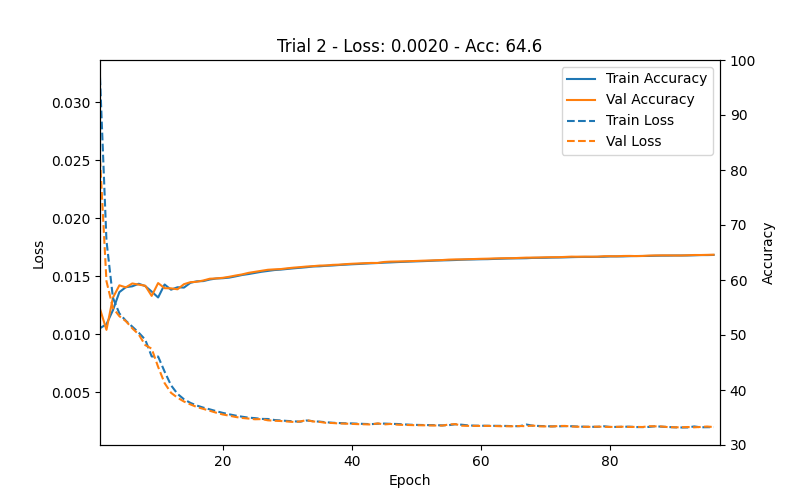 Trial 2 - Loss: 0.0020 - Acc: 64.6
Train Accuracy
Val Accuracy
Train Loss
Val Loss
Loss
0.030
0.025
0.020
0.015
0.010
0.005
100
90
80
70
60
50
40
30
Accuracy
20 40 60 80
Epoch